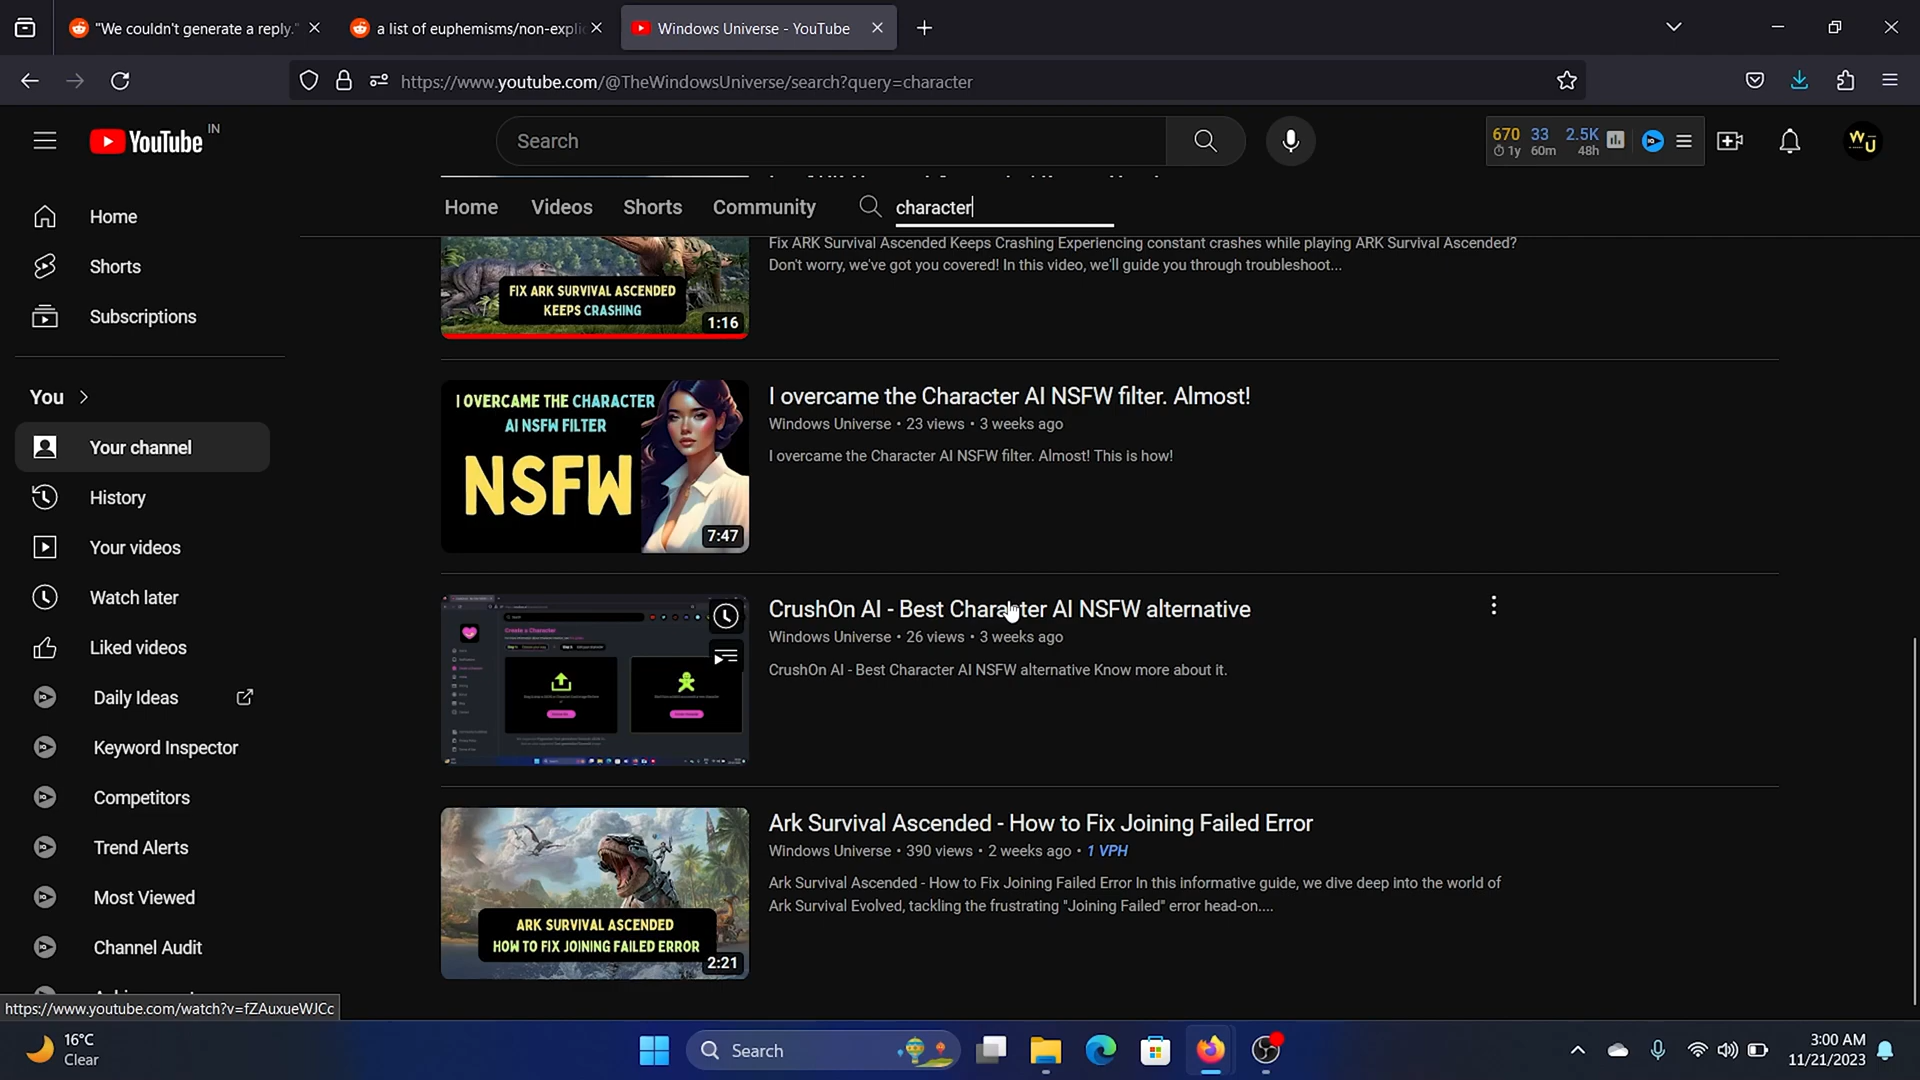 "We couldn't generate a reply."
a list of euphemisms/non-expli
Windows Universe - YouTube
https://www.youtube.com/@TheWindowsUniverse/search?query=character
YouTube IN
Search
670 33 2.5K
1y 60m 48h
Home
Videos
Shorts
Community
character
Home
Shorts
Subscriptions
You
Your channel
History
Your videos
Watch later
Liked videos
Daily Ideas
Keyword Inspector
Competitors
Trend Alerts
Most Viewed
Channel Audit
Fix ARK Survival Ascended Keeps Crashing Experiencing constant crashes while playing ARK Survival Ascended?
Don't worry, we've got you covered! In this video, we'll guide you through troubleshoot...
FIX ARK SURVIVAL ASCENDED
KEEPS CRASHING
1:16
I OVERCAME THE CHARACTER
AI NSFW FILTER
NSFW
7:47
I overcame the Character AI NSFW filter. Almost!
Windows Universe • 23 views • 3 weeks ago
I overcame the Character AI NSFW filter. Almost! This is how!
Create a Character
CrushOn AI - Best Character AI NSFW alternative
Windows Universe • 26 views • 3 weeks ago
CrushOn AI - Best Character AI NSFW alternative Know more about it.
ARK SURVIVAL ASCENDED
HOW TO FIX JOINING FAILED ERROR
2:21
Ark Survival Ascended - How to Fix Joining Failed Error
Windows Universe • 390 views • 2 weeks ago • 1 VPH
Ark Survival Ascended - How to Fix Joining Failed Error In this informative guide, we dive deep into the world of
Ark Survival Evolved, tackling the frustrating "Joining Failed" error head-on....
https://www.youtube.com/watch?v=fZAuxueWJCc
16°C
Clear
Search
3:00 AM
11/21/2023